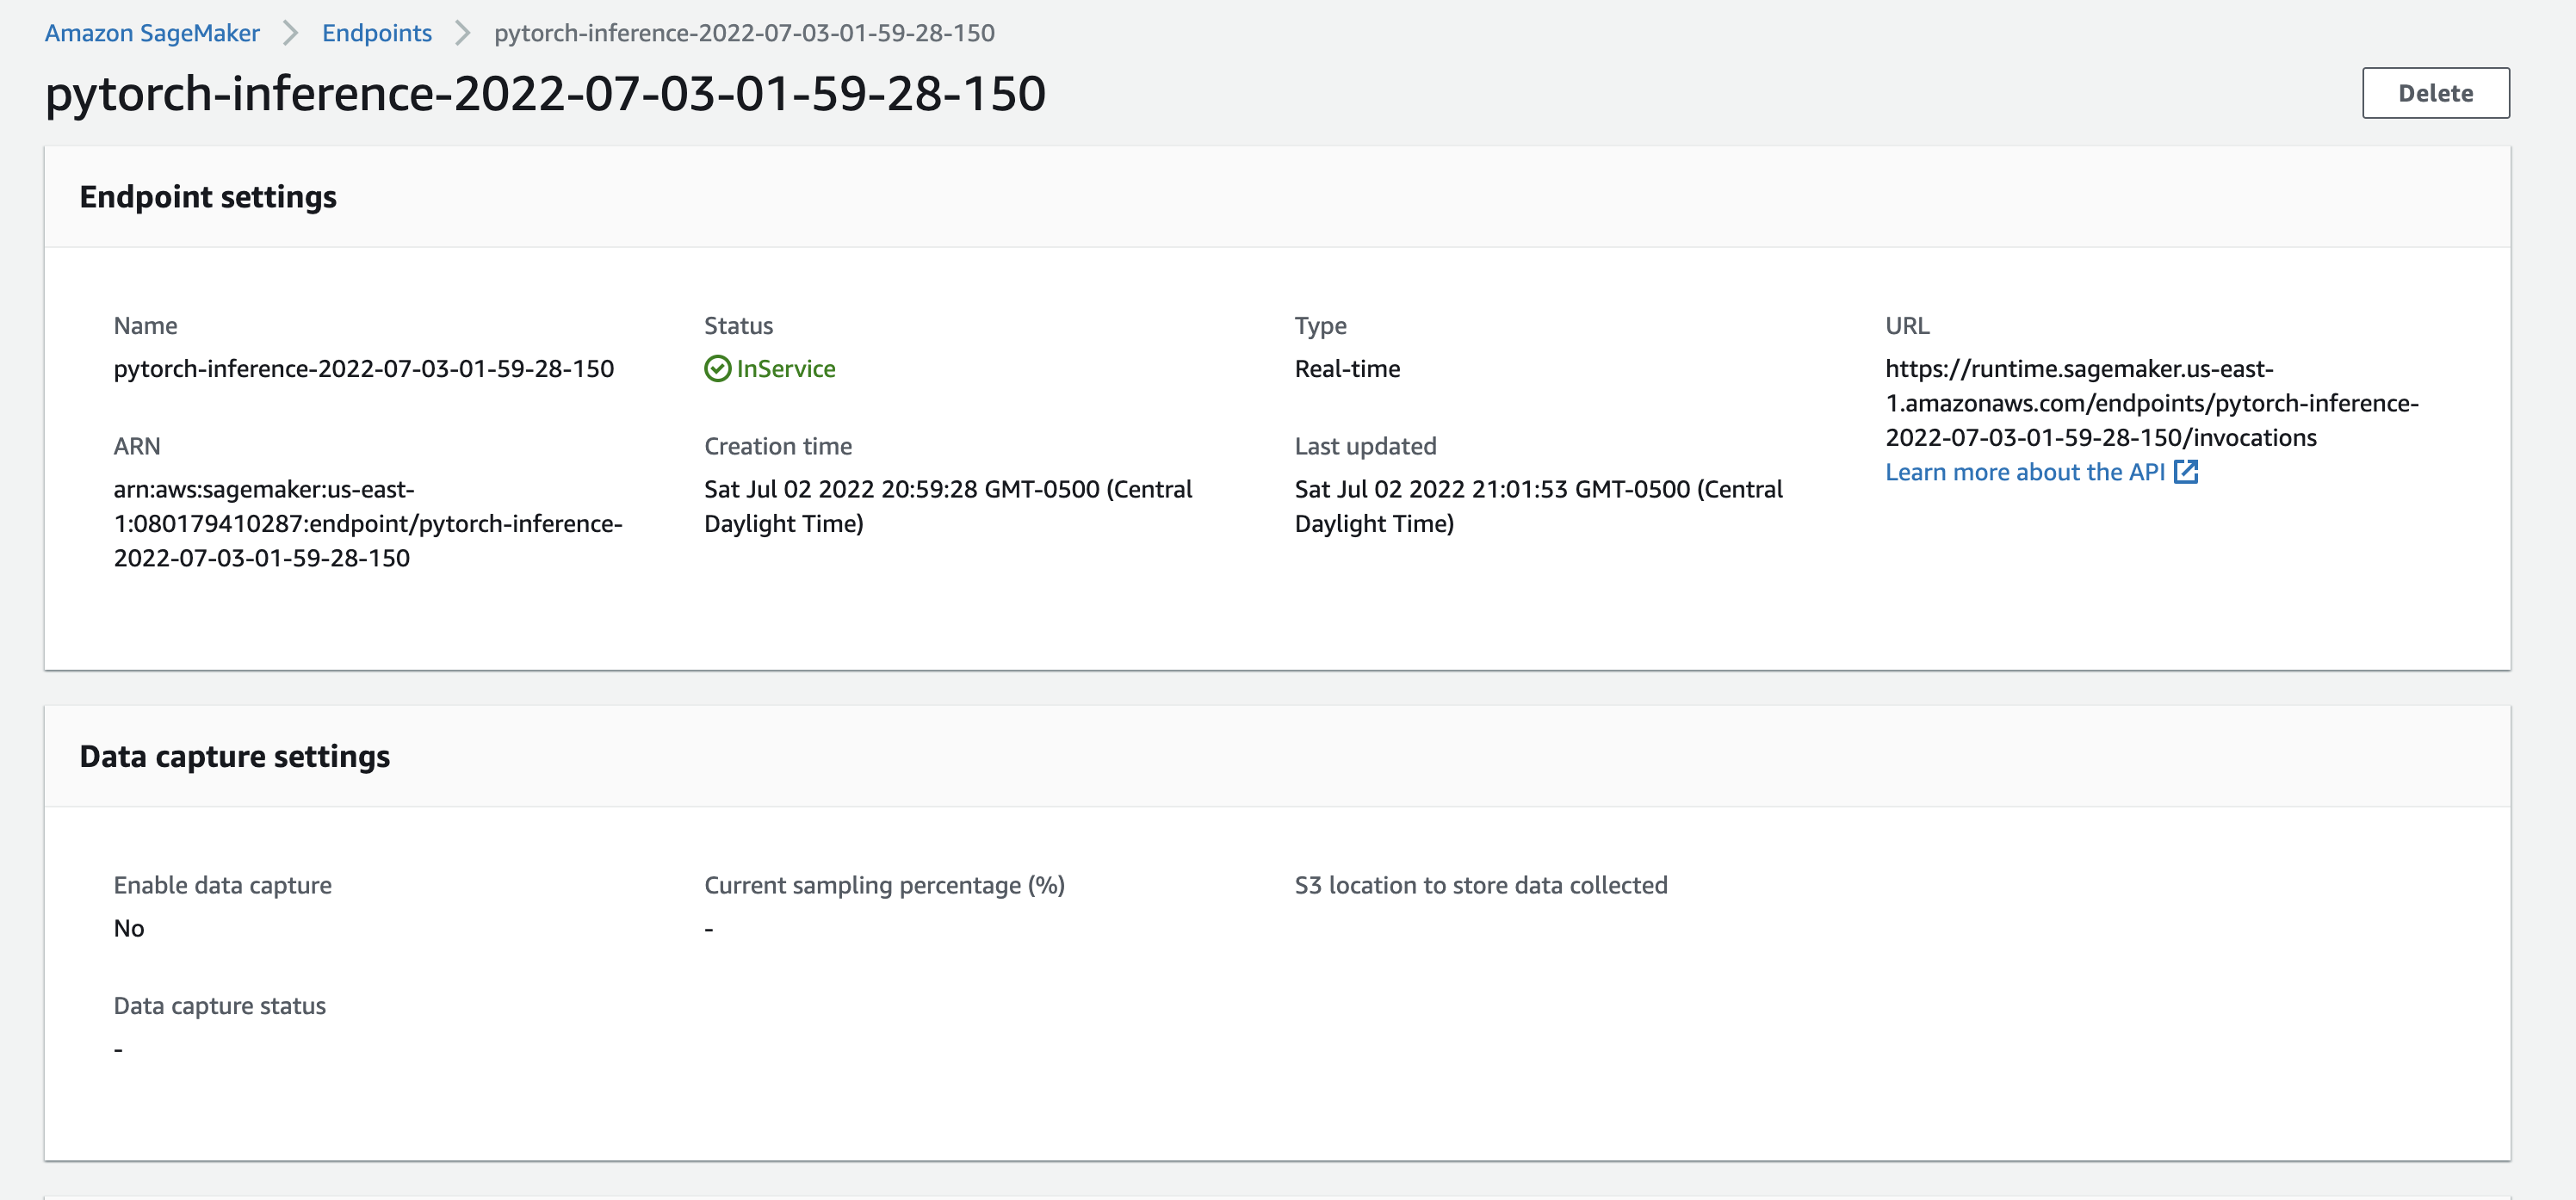 Amazon SageMaker > Endpoints > pytorch-inference-2022-07-03-01-59-28-150
pytorch-inference-2022-07-03-01-59-28-150
Delete
Endpoint settings
Name
pytorch-inference-2022-07-03-01-59-28-150
Status
InService
Type
Real-time
URL
https://runtime.sagemaker.us-east-
1.amazonaws.com/endpoints/pytorch-inference-
2022-07-03-01-59-28-150/invocations
Learn more about the API
ARN
arn:aws:sagemaker:us-east-
1:080179410287:endpoint/pytorch-inference-
2022-07-03-01-59-28-150
Creation time
Sat Jul 02 2022 20:59:28 GMT-0500 (Central
Daylight Time)
Last updated
Sat Jul 02 2022 21:01:53 GMT-0500 (Central
Daylight Time)
Data capture settings
Enable data capture
No
Current sampling percentage (%)
-
S3 location to store data collected
Data capture status
-